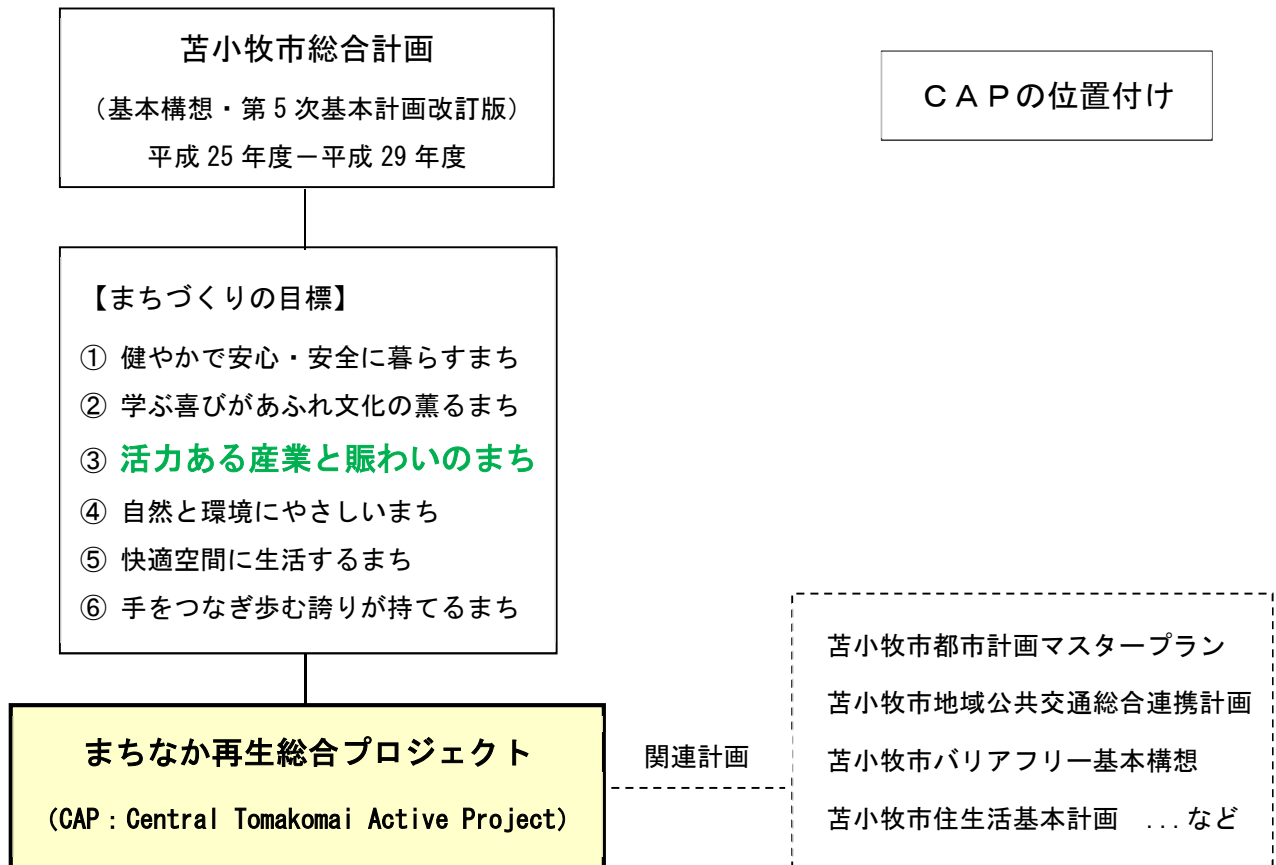 苫小牧市総合計画
（基本構想・第5次基本計画改訂版）
平成25年度－平成29年度
ＣＡＰの位置付け
【まちづくりの目標】
① 健やかで安心・安全に暮らすまち
② 学ぶ喜びがあふれ文化の薫るまち
③ 活力ある産業と賑わいのまち
④ 自然と環境にやさしいまち
⑤ 快適空間に生活するまち
⑥ 手をつなぎ歩む誇りが持てるまち
まちなか再生総合プロジェクト
(CAP：Central Tomakomai Active Project)
関連計画
苫小牧市都市計画マスタープラン
苫小牧市地域公共交通総合連携計画
苫小牧市バリアフリー基本構想
苫小牧市住生活基本計画 ...など